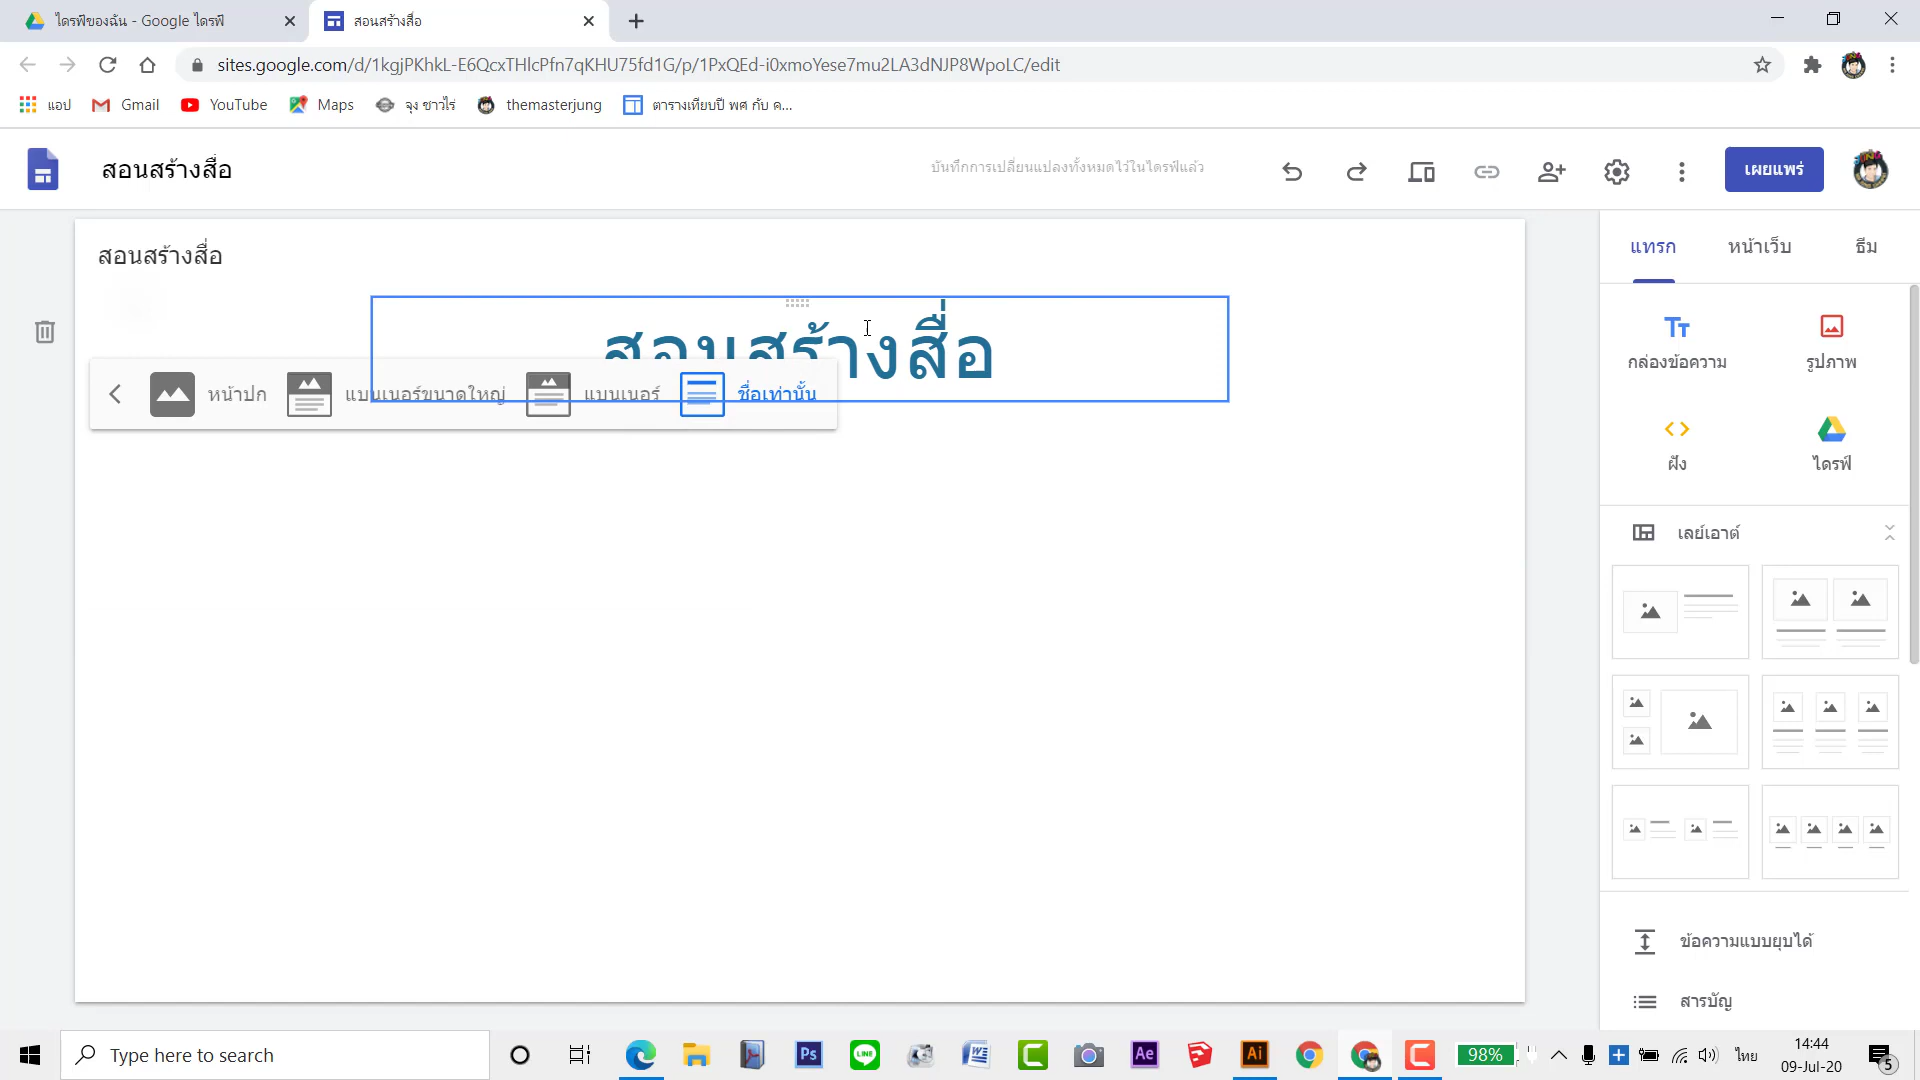 ไดรฟ์ของฉัน - Google ไดรฟ์
สอนสร้างสื่อ
sites.google.com/d/1kgjPKhkL-E6QcxTHlcPfn7qKHU75fd1G/p/1PxQEd-i0xmoYese7mu2LA3dNJP8WpoLC/edit
แอป
Gmail
YouTube
Maps
จุง ชาวไร่
themasterjung
ตารางเทียบปี พศ กับ ค...
สอนสร้างสื่อ
บันทึกการเปลี่ยนแปลงทั้งหมดไว้ในไดรฟ์แล้ว
เผยแพร่
สอนสร้างสื่อ
สอนสร้างสื่อ
หน้าปก
แบนเนอร์ขนาดใหญ่
แบนเนอร์
ชื่อเท่านั้น
แทรก
หน้าเว็บ
ธีม
กล่องข้อความ
รูปภาพ
ฝัง
ไดรฟ์
เลย์เอาต์
ข้อความแบบยุบได้
สารบัญ
Type here to search
Ps
LINE
Ae
Ai
98%
ไทย
14:44
09-Jul-20
5